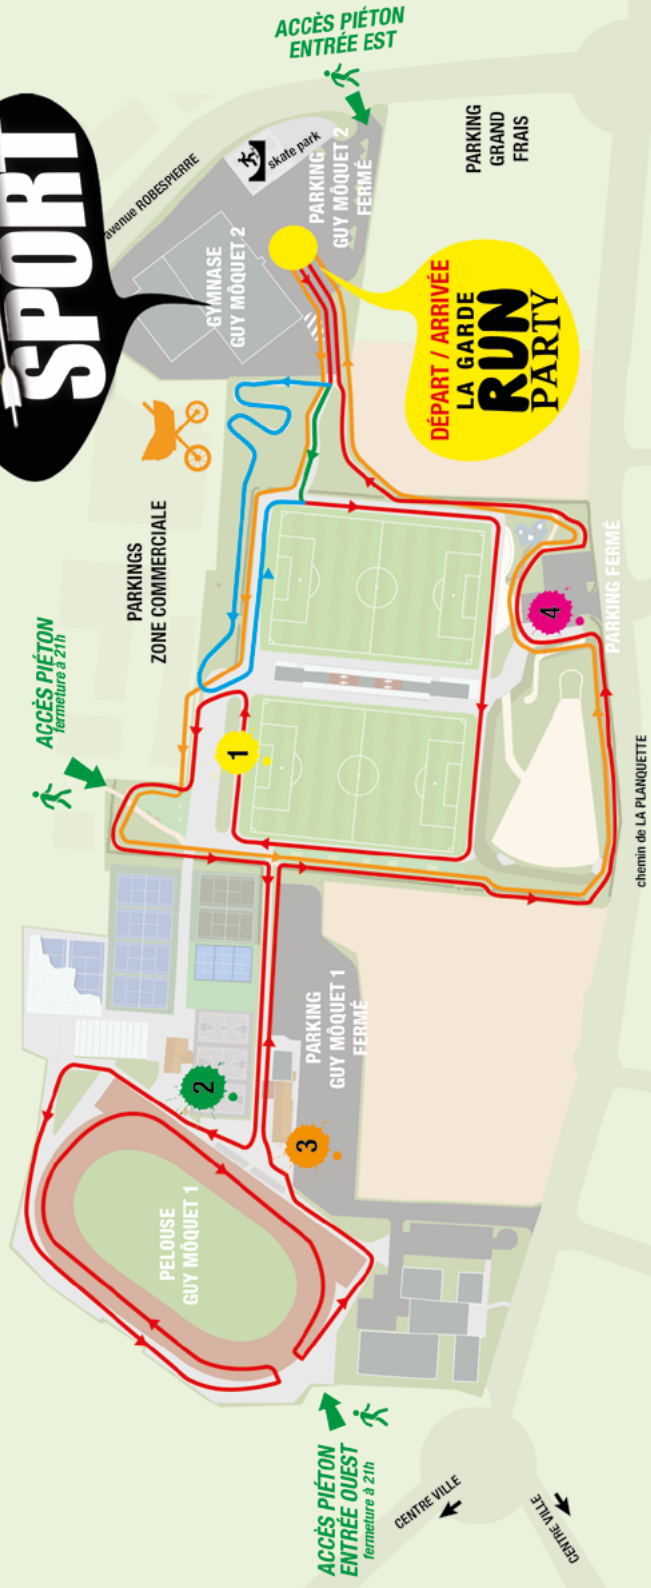 ACCÈS PIÉTON
ENTRÉE EST
SPORT
avenue ROBESPIERRE
skate park
PARKING
GUY MÔQUET 2
FERMÉ
PARKING
GRAND
FRAIS
GYMNASE
GUY MÔQUET 2
DÉPART / ARRIVÉE
LA GARDE
RUN
PARTY
PARKINGS
ZONE COMMERCIALE
ACCÈS PIÉTON
fermeture à 21h
1
4
PARKING FERMÉ
chemin de LA PLANQUETTE
PARKING
GUY MÔQUET 1
FERMÉ
2
3
PELOUSE
GUY MÔQUET 1
ACCÈS PIÉTON
ENTRÉE OUEST
fermeture à 21h
CENTRE VILLE
CENTRE VILLE